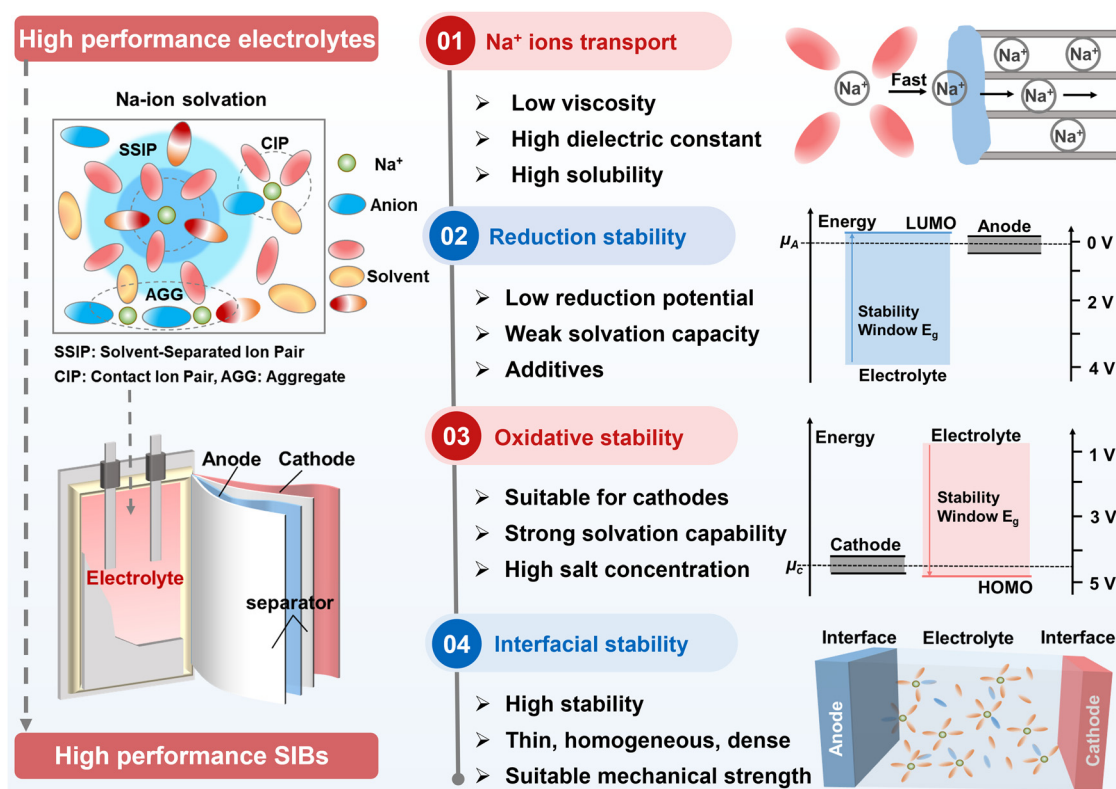 High performance electrolytes
Na-ion solvation
SSIP
CIP
AGG
Na⁺
Anion
Solvent
SSIP: Solvent-Separated Ion Pair
CIP: Contact Ion Pair, AGG: Aggregate
Anode
Cathode
Electrolyte
separator
High performance SIBs
01 Na⁺ ions transport
➢ Low viscosity
➢ High dielectric constant
➢ High solubility
Na⁺
Fast
Na⁺
Na⁺
Na⁺
Na⁺
Na⁺
02 Reduction stability
➢ Low reduction potential
➢ Weak solvation capacity
➢ Additives
Energy
LUMO
Anode
μA
0 V
Stability
Window Eg
2 V
Electrolyte
4 V
03 Oxidative stability
➢ Suitable for cathodes
➢ Strong solvation capability
➢ High salt concentration
Energy
Electrolyte
1 V
Stability
Window Eg
3 V
Cathode
μc
HOMO
5 V
04 Interfacial stability
➢ High stability
➢ Thin, homogeneous, dense
➢ Suitable mechanical strength
Interface
Electrolyte
Interface
Anode
Cathode